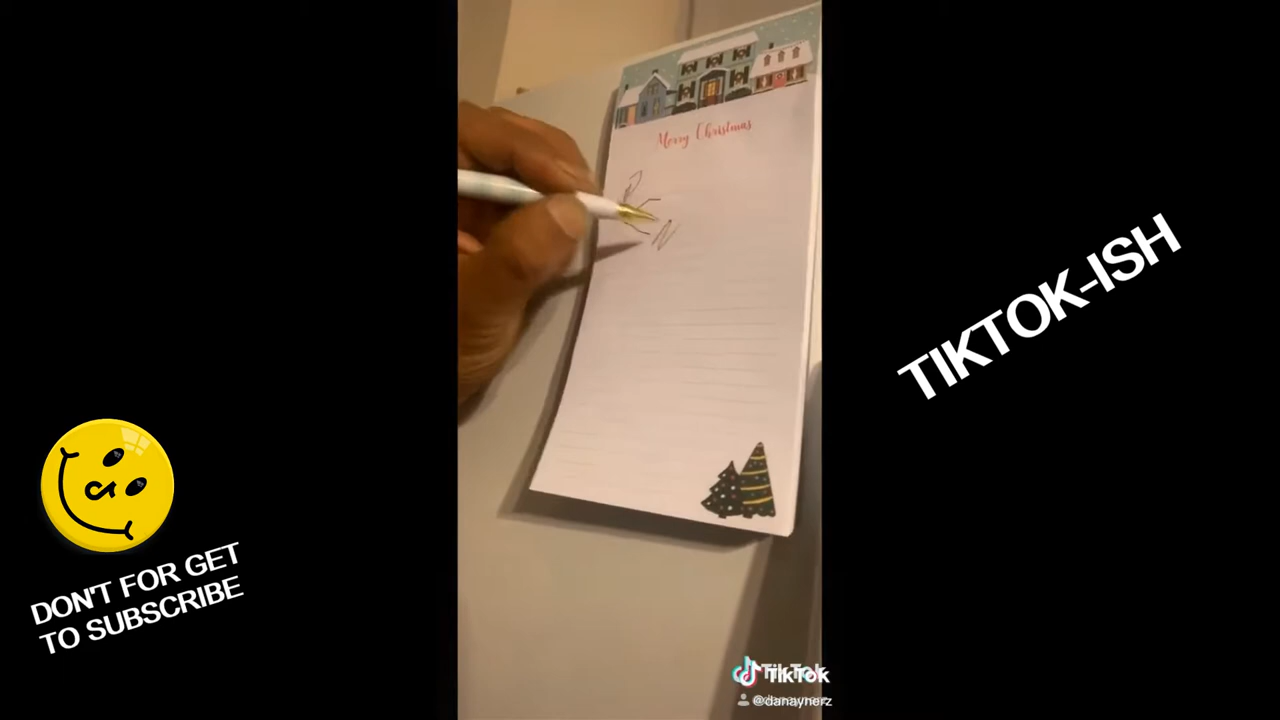 Merry Christmas
TIKTOK-ISH
DON'T FOR GET
TO SUBSCRIBE
TikTok
@danaynerz